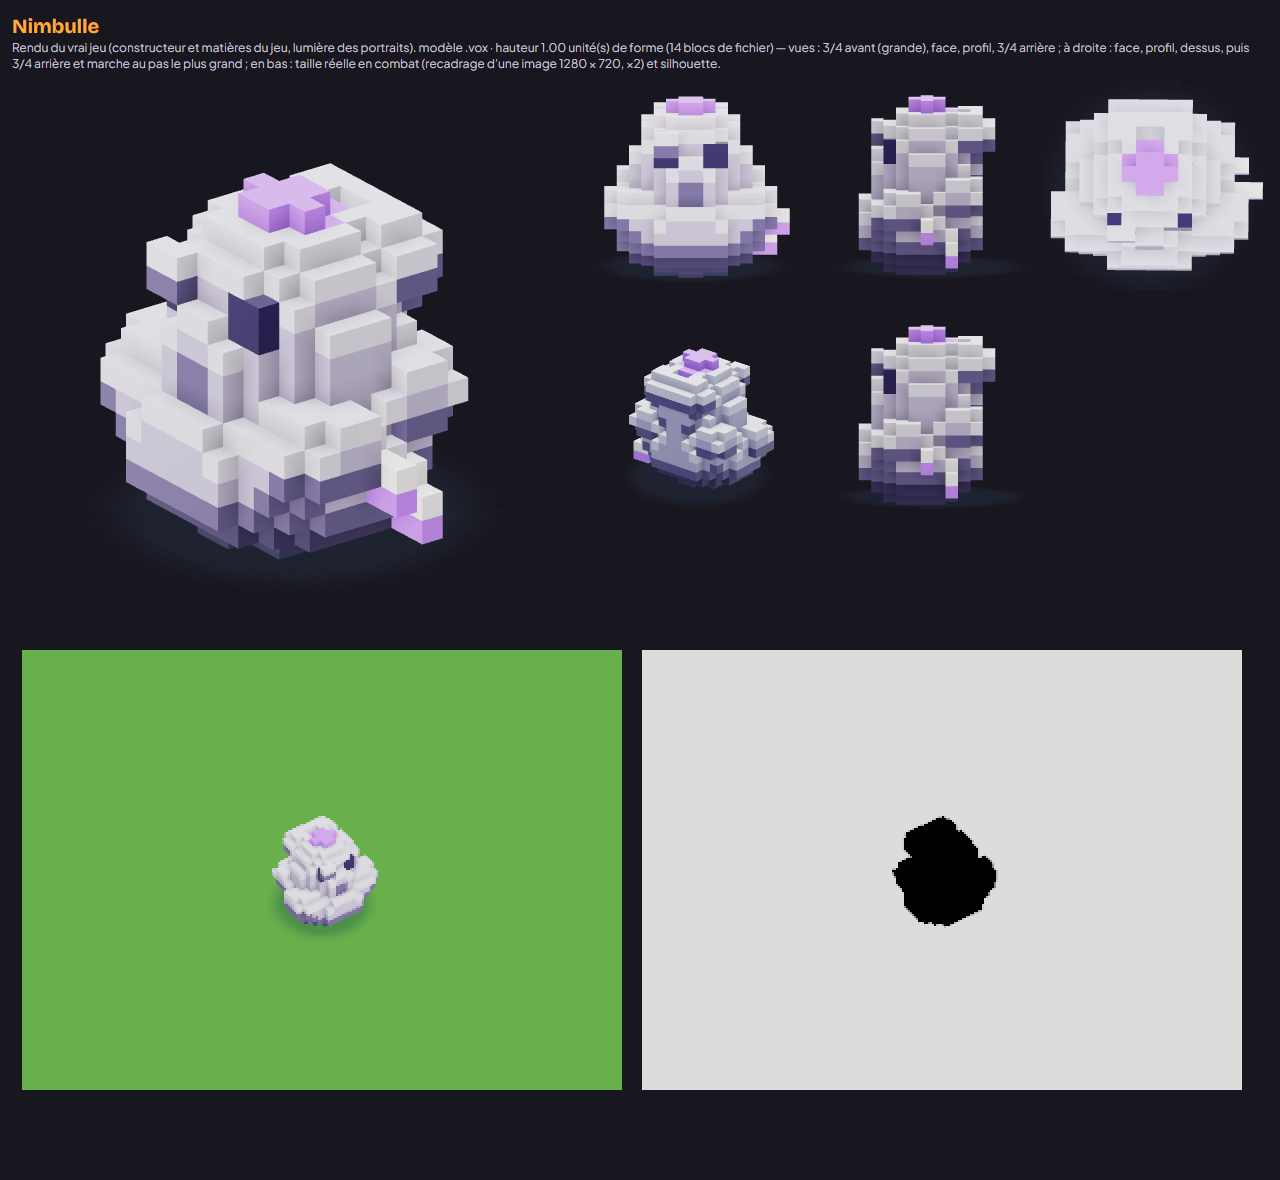 Nimbulle
Rendu du vrai jeu (constructeur et matières du jeu, lumière des portraits). modèle .vox · hauteur 1.00 unité(s) de forme (14 blocs de fichier) — vues : 3/4 avant (grande), face, profil, 3/4 arrière ; à droite : face, profil, dessus, puis
3/4 arrière et marche au pas le plus grand ; en bas : taille réelle en combat (recadrage d'une image 1280 × 720, ×2) et silhouette.